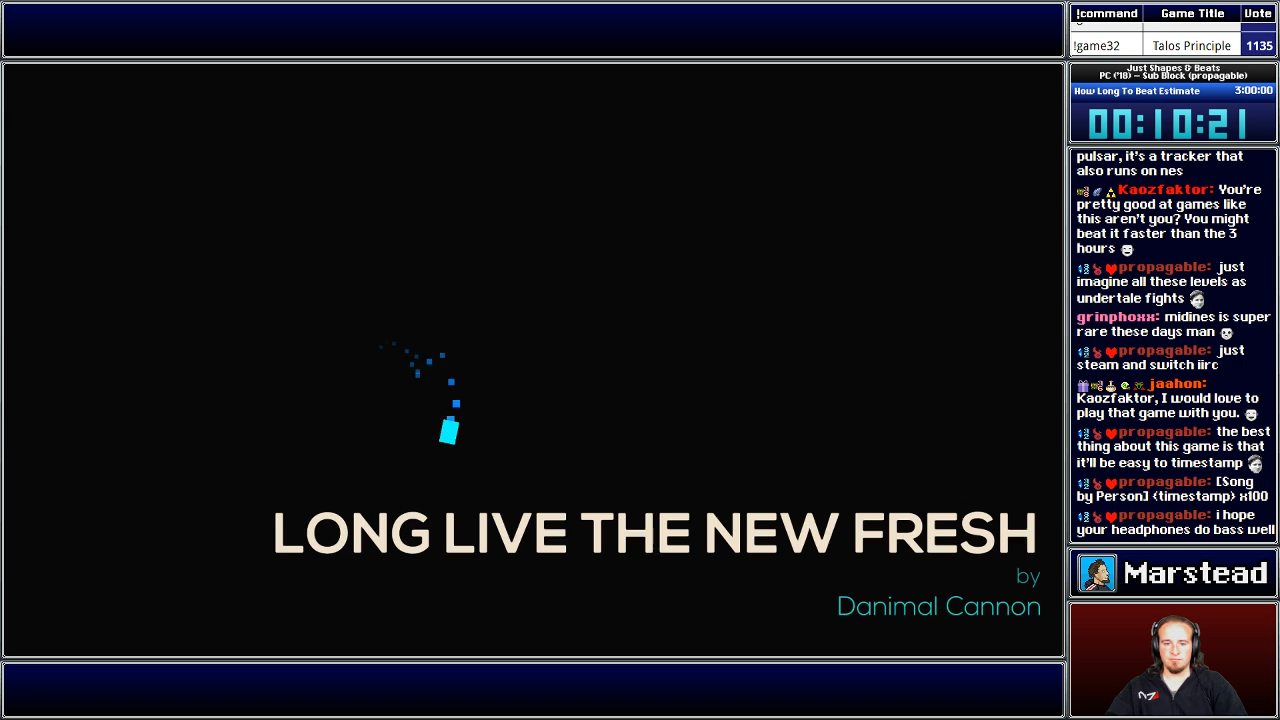 !command Game Title Vote
!game32 Talos Principle 1135
Just Shapes & Beats
PC ('18) – Sub Block (propagable)
How Long To Beat Estimate 3:00:00
00:10:21
pulsar, it's a tracker that
also runs on nes
Kaozfaktor: You're
pretty good at games like
this aren't you? You might
beat it faster than the 3
hours
propagable: just
imagine all these levels as
undertale fights
grinphoxx: midines is super
rare these days man
propagable: just
steam and switch iirc
jaahon:
Kaozfaktor, I would love to
play that game with you.
propagable: the best
thing about this game is that
it'll be easy to timestamp
propagable: [Song
by Person] {timestamp} x100
propagable: i hope
your headphones do bass well
LONG LIVE THE NEW FRESH
by
Danimal Cannon
Marstead